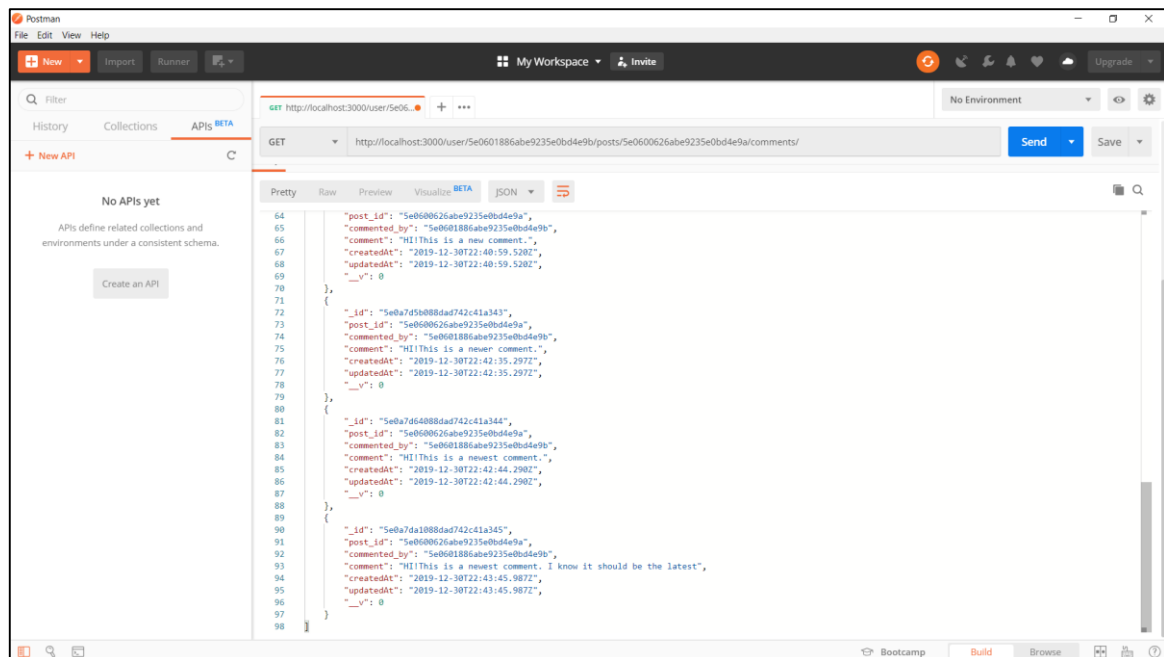 Postman
File Edit View Help
New Import Runner My Workspace Invite Upgrade
Filter
History Collections APIs BETA
+ New API
No APIs yet
APIs define related collections and
environments under a consistent schema.
Create an API
GET http://localhost:3000/user/5e06... + ••• No Environment
GET http://localhost:3000/user/5e0601886abe9235e0bd4e9b/posts/5e0600626abe9235e0bd4e9a/comments/ Send Save
Pretty Raw Preview Visualize BETA JSON
64 "post_id": "5e0600626abe9235e0bd4e9a",
65 "commented_by": "5e0601886abe9235e0bd4e9b",
66 "comment": "HI!This is a new comment.",
67 "createdAt": "2019-12-30T22:40:59.520Z",
68 "updatedAt": "2019-12-30T22:40:59.520Z",
69 "__v": 0
70 },
71 {
72 "_id": "5e0a7d5b088dad742c41a343",
73 "post_id": "5e0600626abe9235e0bd4e9a",
74 "commented_by": "5e0601886abe9235e0bd4e9b",
75 "comment": "HI!This is a newer comment.",
76 "createdAt": "2019-12-30T22:42:35.297Z",
77 "updatedAt": "2019-12-30T22:42:35.297Z",
78 "__v": 0
79 },
80 {
81 "_id": "5e0a7d64088dad742c41a344",
82 "post_id": "5e0600626abe9235e0bd4e9a",
83 "commented_by": "5e0601886abe9235e0bd4e9b",
84 "comment": "HI!This is a newest comment.",
85 "createdAt": "2019-12-30T22:42:44.290Z",
86 "updatedAt": "2019-12-30T22:42:44.290Z",
87 "__v": 0
88 },
89 {
90 "_id": "5e0a7da1088dad742c41a345",
91 "post_id": "5e0600626abe9235e0bd4e9a",
92 "commented_by": "5e0601886abe9235e0bd4e9b",
93 "comment": "HI!This is a newest comment. I know it should be the latest",
94 "createdAt": "2019-12-30T22:43:45.987Z",
95 "updatedAt": "2019-12-30T22:43:45.987Z",
96 "__v": 0
97 }
98 ]
Bootcamp Build Browse